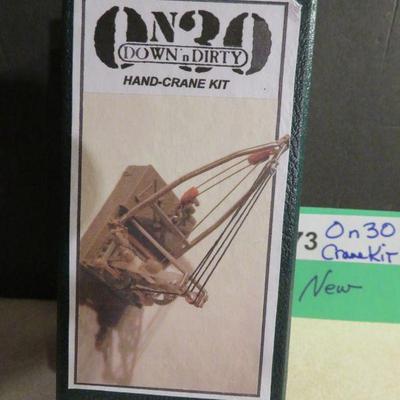 ON30
DOWN 'n DIRTY
HAND-CRANE KIT
73 On30
Crane Kit
New